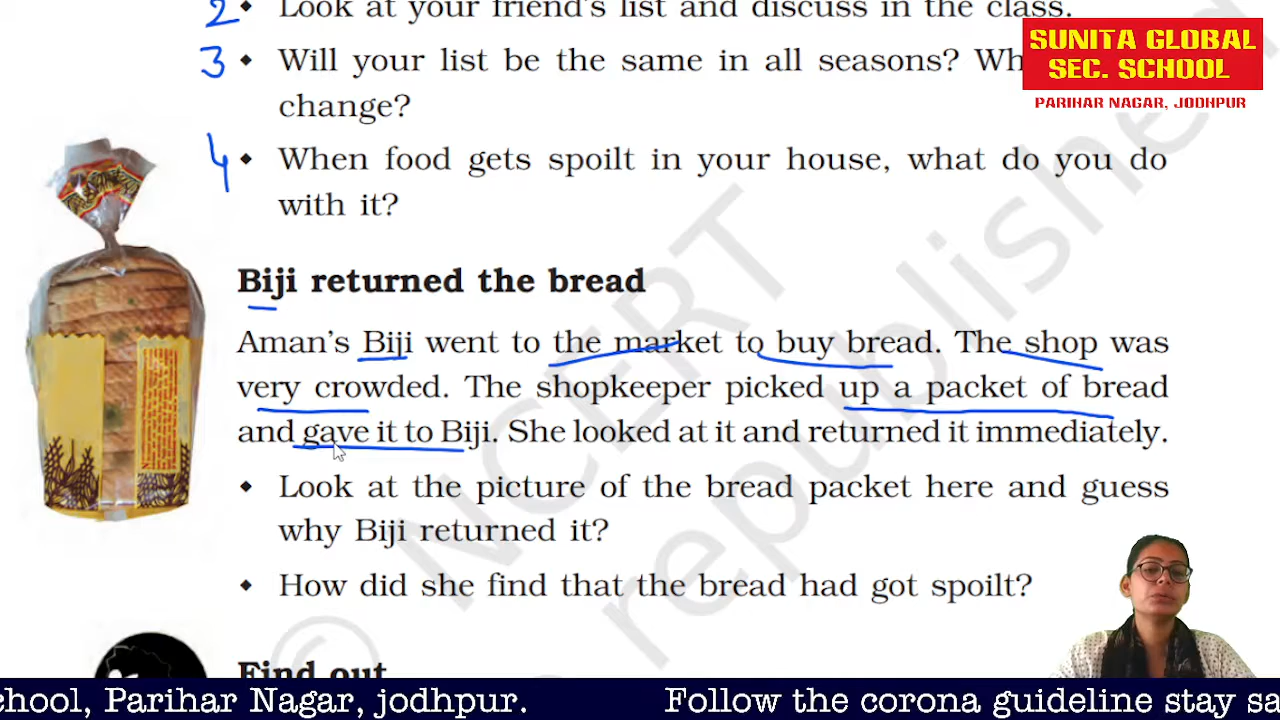 2 • Look at your friend's list and discuss in the class.
SUNITA GLOBAL
SEC. SCHOOL
PARIHAR NAGAR, JODHPUR
3 • Will your list be the same in all seasons?
change?
4 • When food gets spoilt in your house, what do you do
with it?
Biji returned the bread
Aman's Biji went to the market to buy bread. The shop was
very crowded. The shopkeeper picked up a packet of bread
and gave it to Biji. She looked at it and returned it immediately.
• Look at the picture of the bread packet here and guess
why Biji returned it?
• How did she find that the bread had got spoilt?
Find out
© NCERT
republished
chool, Parihar Nagar, jodhpur. Follow the corona guideline stay sa